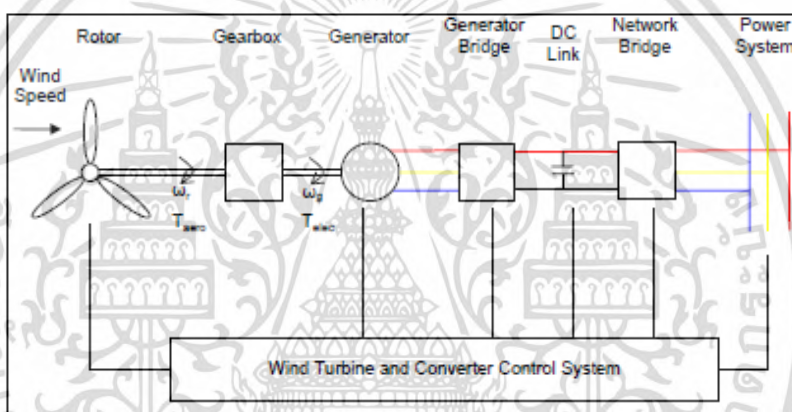 Rotor
Gearbox
Generator
Generator
Bridge
DC
Link
Network
Bridge
Power
System
Wind
Speed
ωr
Taero
ωg
Telec
Wind Turbine and Converter Control System